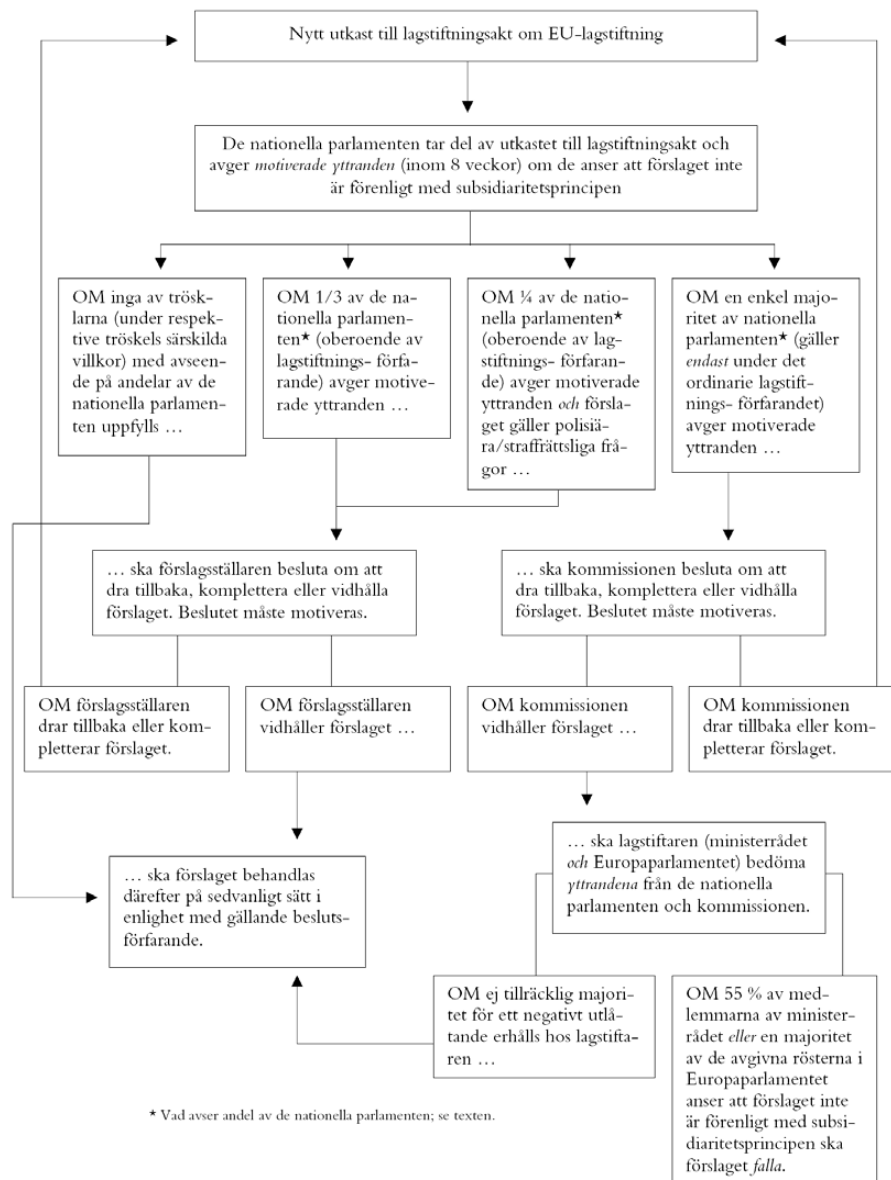 Nytt utkast till lagstiftningsakt om EU-lagstiftning
De nationella parlamenten tar del av utkastet till lagstiftningsakt och
avger motiverade yttranden (inom 8 veckor) om de anser att förslaget inte
är förenligt med subsidiaritetsprincipen
OM inga av trösk-
larna (under respek-
tive tröskels särskilda
villkor) med avseen-
de på andelar av de
nationella parlamen-
ten uppfylls …
OM 1/3 av de na-
tionella parlamen-
ten* (oberoende av
lagstiftnings- förfa-
rande) avger motive-
rade yttranden …
OM ¼ av de natio-
nella parlamenten*
(oberoende av lag-
stiftnings- förfaran-
de) avger motiverade
yttranden och försla-
get gäller polisiä-
ra/straffrättsliga frå-
gor …
OM en enkel majo-
ritet av nationella
parlamenten* (gäller
endast under det
ordinarie lagstift-
nings- förfarandet)
avger motiverade
yttranden …
… ska förslagsställaren besluta om att
dra tillbaka, komplettera eller vidhålla
förslaget. Beslutet måste motiveras.
… ska kommissionen besluta om att
dra tillbaka, komplettera eller vidhålla
förslaget. Beslutet måste motiveras.
OM förslagsställaren
drar tillbaka eller kom-
pletterar förslaget.
OM förslagsställaren
vidhåller förslaget …
OM kommissionen
vidhåller förslaget …
OM kommissionen
drar tillbaka eller kom-
pletterar förslaget.
… ska förslaget behandlas
därefter på sedvanligt sätt i
enlighet med gällande besluts-
förfarande.
… ska lagstiftaren (ministerrådet
och Europaparlamentet) bedöma
yttrandena från de nationella
parlamenten och kommissionen.
OM ej tillräcklig majori-
tet för ett negativt utlå-
tande erhålls hos lagstifta-
ren …
OM 55 % av med-
lemmarna av minister-
rådet eller en majoritet
av de avgivna rösterna i
Europaparlamentet
anser att förslaget inte
är förenligt med subsi-
diaritetsprincipen ska
förslaget falla.
* Vad avser andel av de nationella parlamenten; se texten.